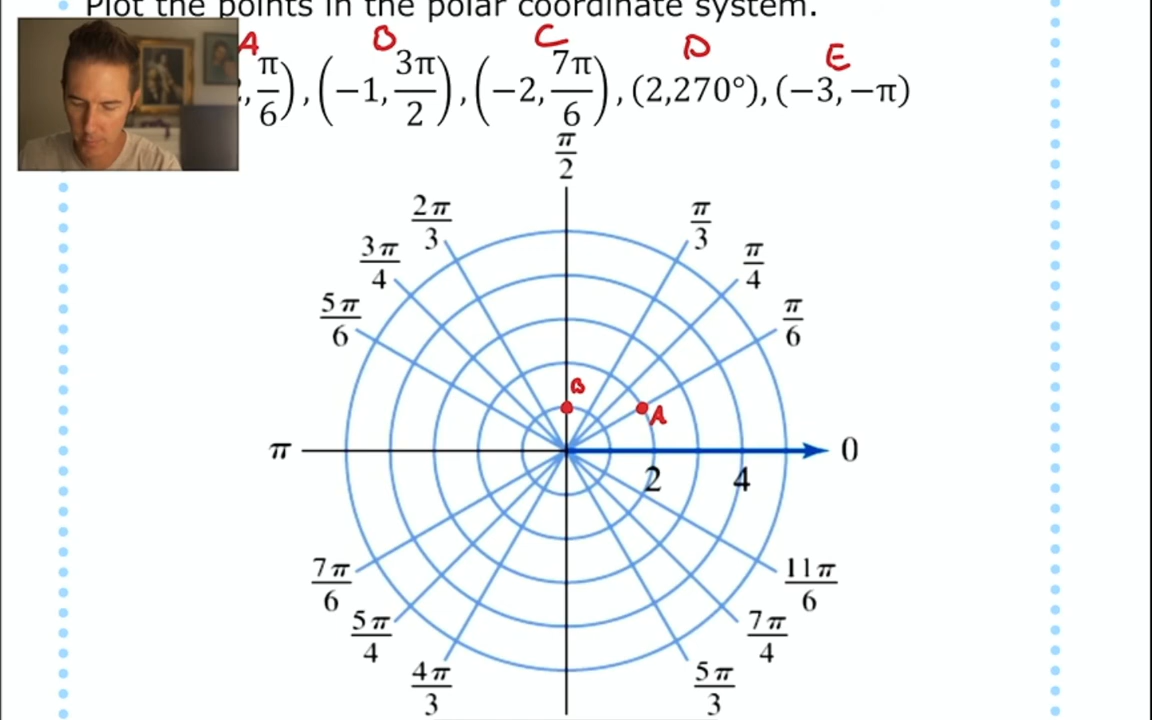 Plot the points in the polar coordinate system.
A B C D E
, π/6), (−1, 3π/2), (−2, 7π/6), (2,270°), (−3, −π)
π/2
2π/3 π/3
3π/4 π/4
5π/6 π/6
B
A
π 0
2 4
7π/6 11π/6
5π/4 7π/4
4π/3 5π/3